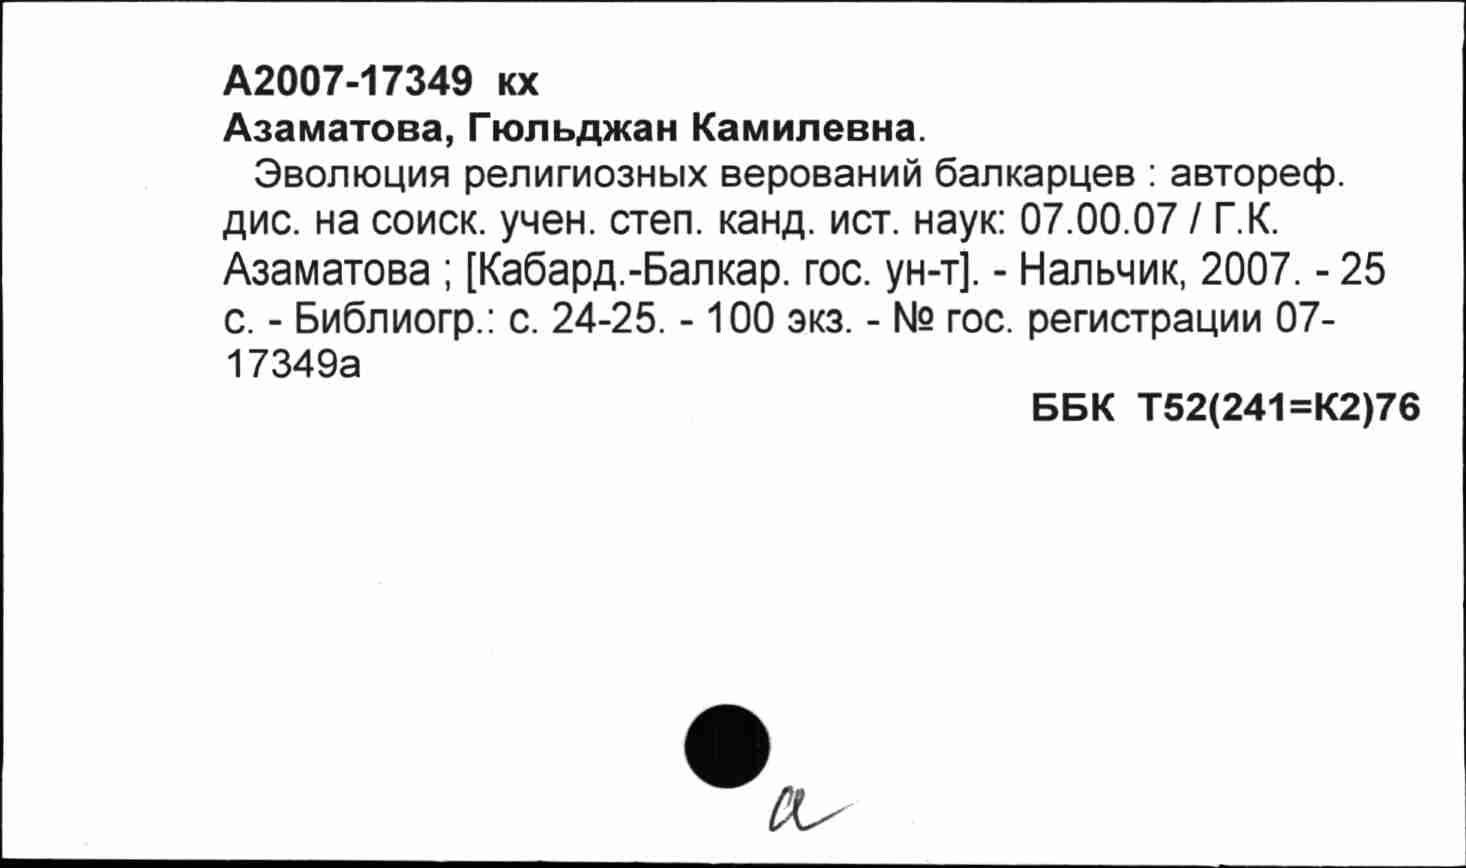 А2007-17349 кх
Азаматова, Гюльджан Камилевна.
Эволюция религиозных верований балкарцев : автореф.
дис. на соиск. учен. степ. канд. ист. наук: 07.00.07 / Г.К.
Азаматова ; [Кабард.-Балкар. гос. ун-т]. - Нальчик, 2007. - 25
с. - Библиогр.: с. 24-25. - 100 экз. - № гос. регистрации 07-
17349а
ББК Т52(241=К2)76
а